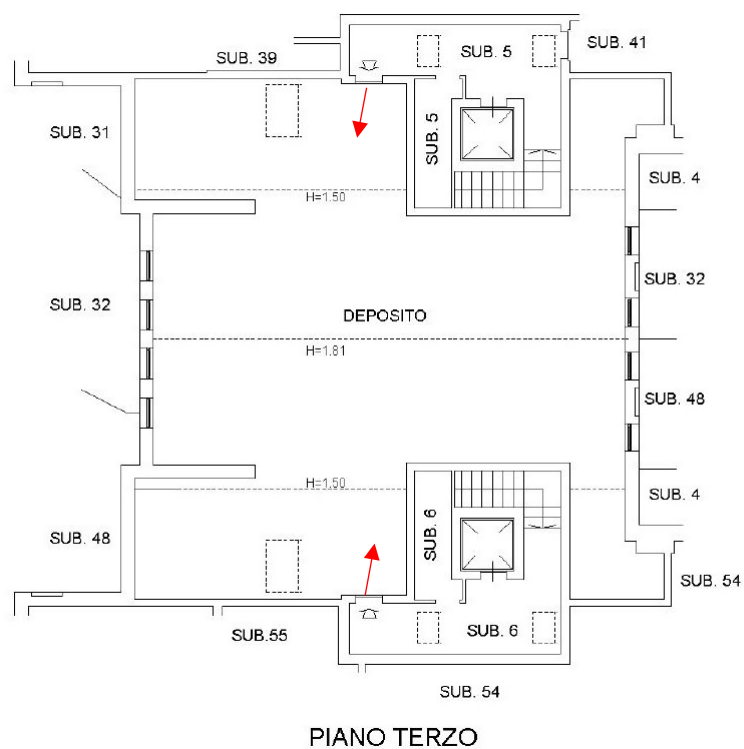 SUB. 39
SUB. 5
SUB. 41
SUB. 31
SUB. 5
SUB. 4
H=1.50
SUB. 32
SUB. 32
DEPOSITO
H=1.81
SUB. 48
H=1.50
SUB. 4
SUB. 48
SUB. 6
SUB. 54
SUB.55
SUB. 6
SUB. 54
PIANO TERZO